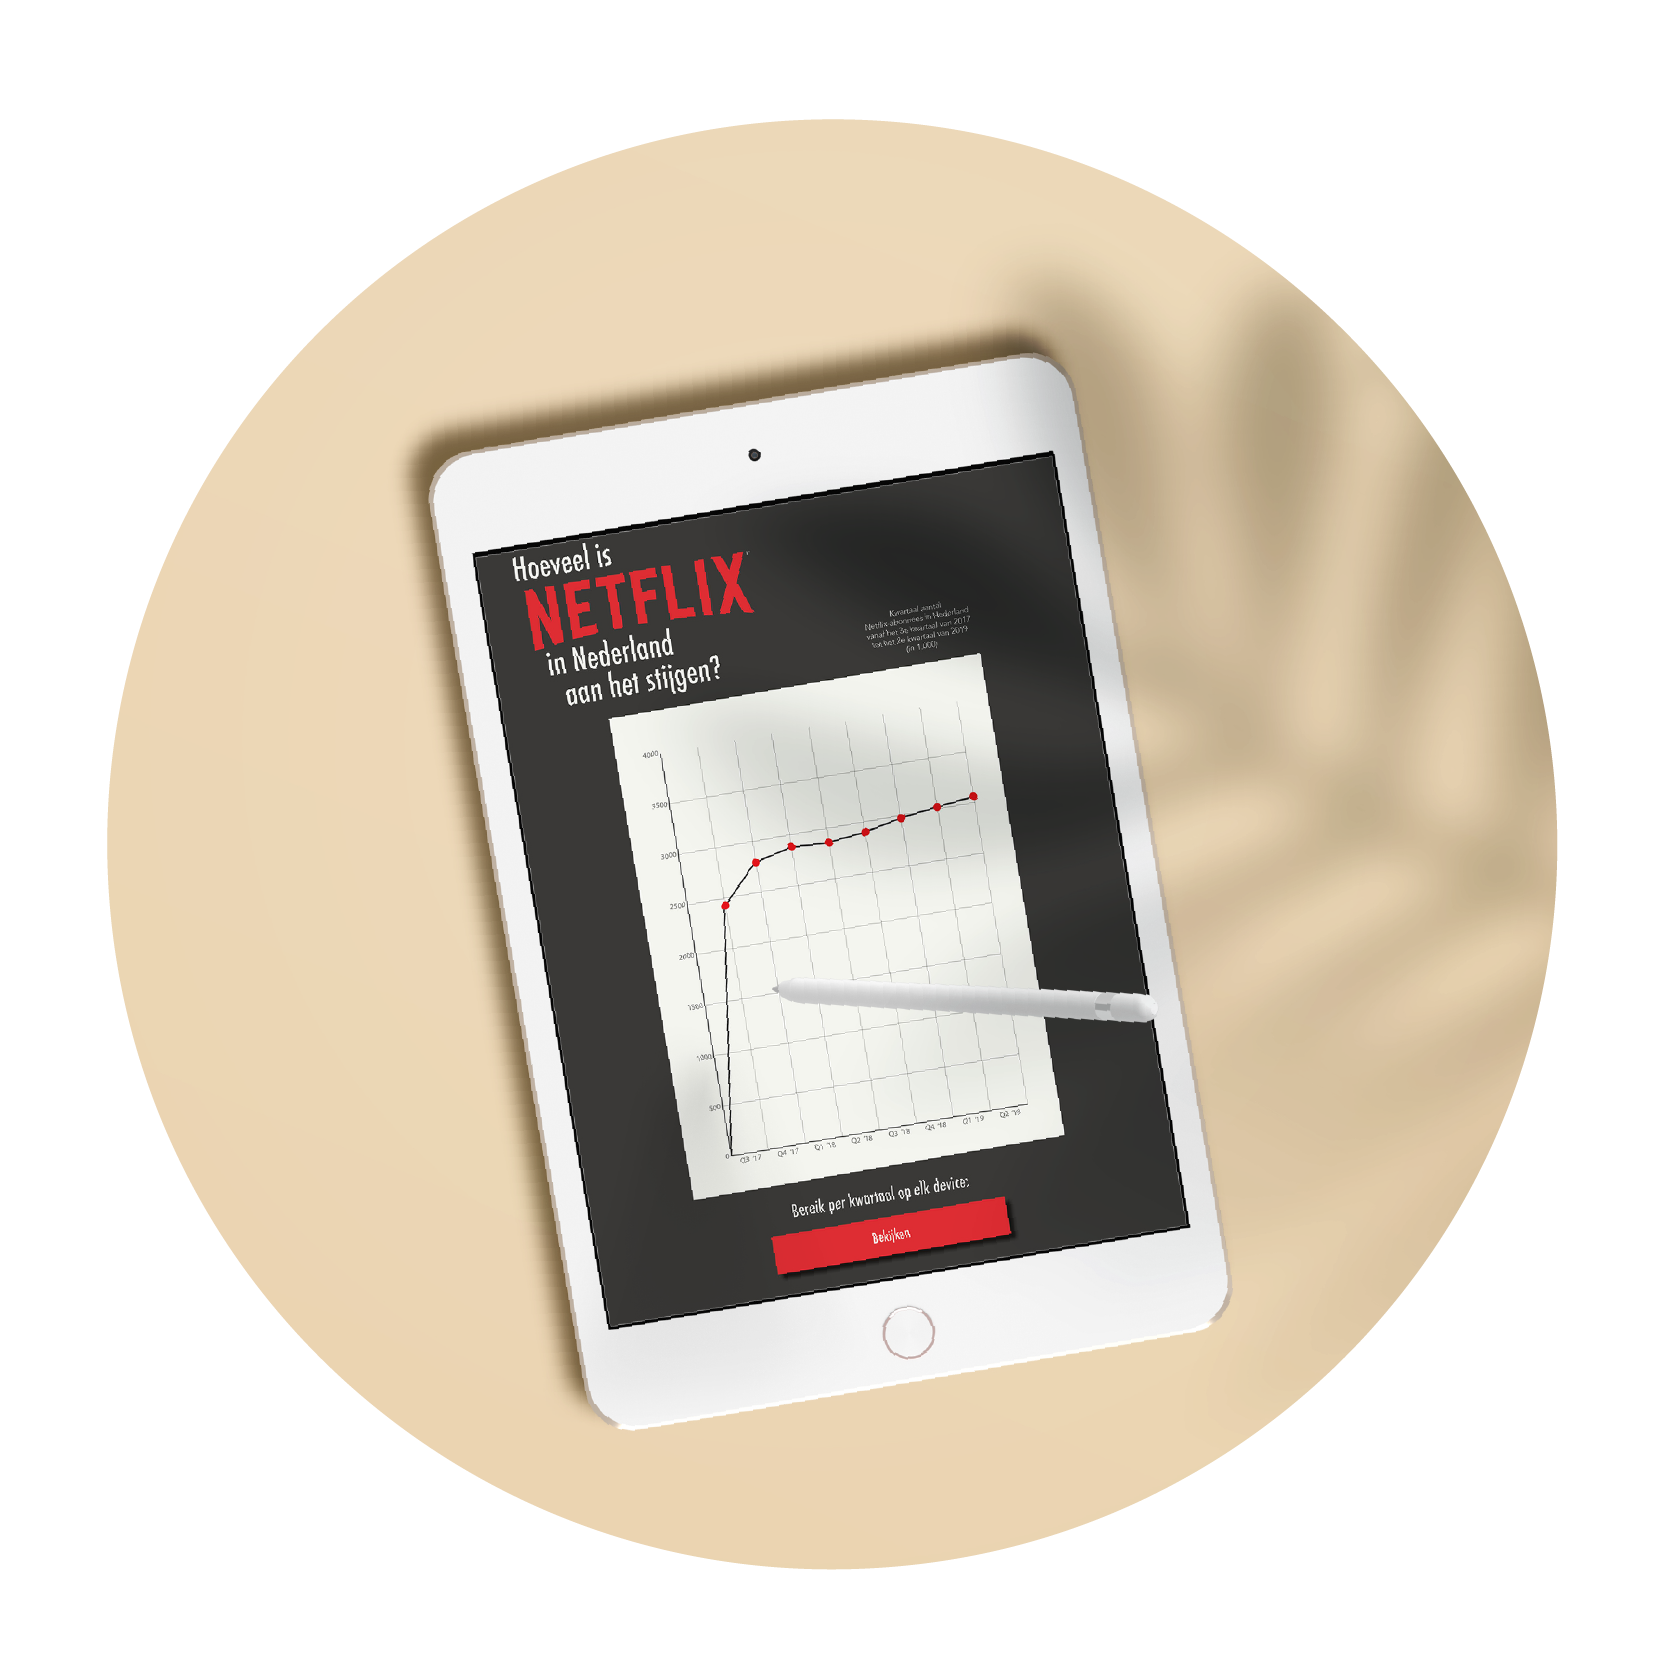 Hoeveel is
NETFLIX
in Nederland
aan het stijgen?
Kwartaal aantal
Netflix-abonnees in Nederland
vanaf het 3e kwartaal van 2017
tot het 2e kwartaal van 2019
(in 1.000)
4000
3500
3000
2500
2000
1500
1000
500
0
Q3 '17 Q4 '17 Q1 '18 Q2 '18 Q3 '18 Q4 '18 Q1 '19 Q2 '19
Bereik per kwartaal op elk device:
Bekijken